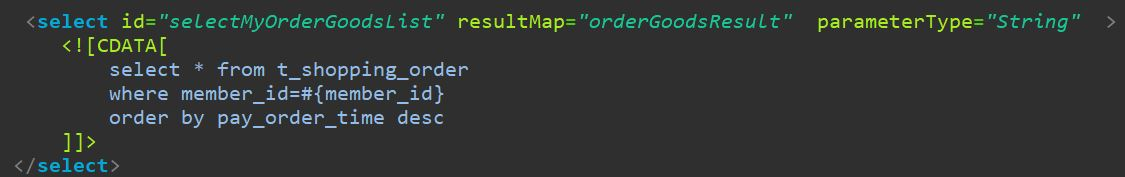 <select id="selectMyOrderGoodsList" resultMap="orderGoodsResult"  parameterType="String"  >
<![CDATA[
select * from t_shopping_order
where member_id=#{member_id}
order by pay_order_time desc
]]>
</select>